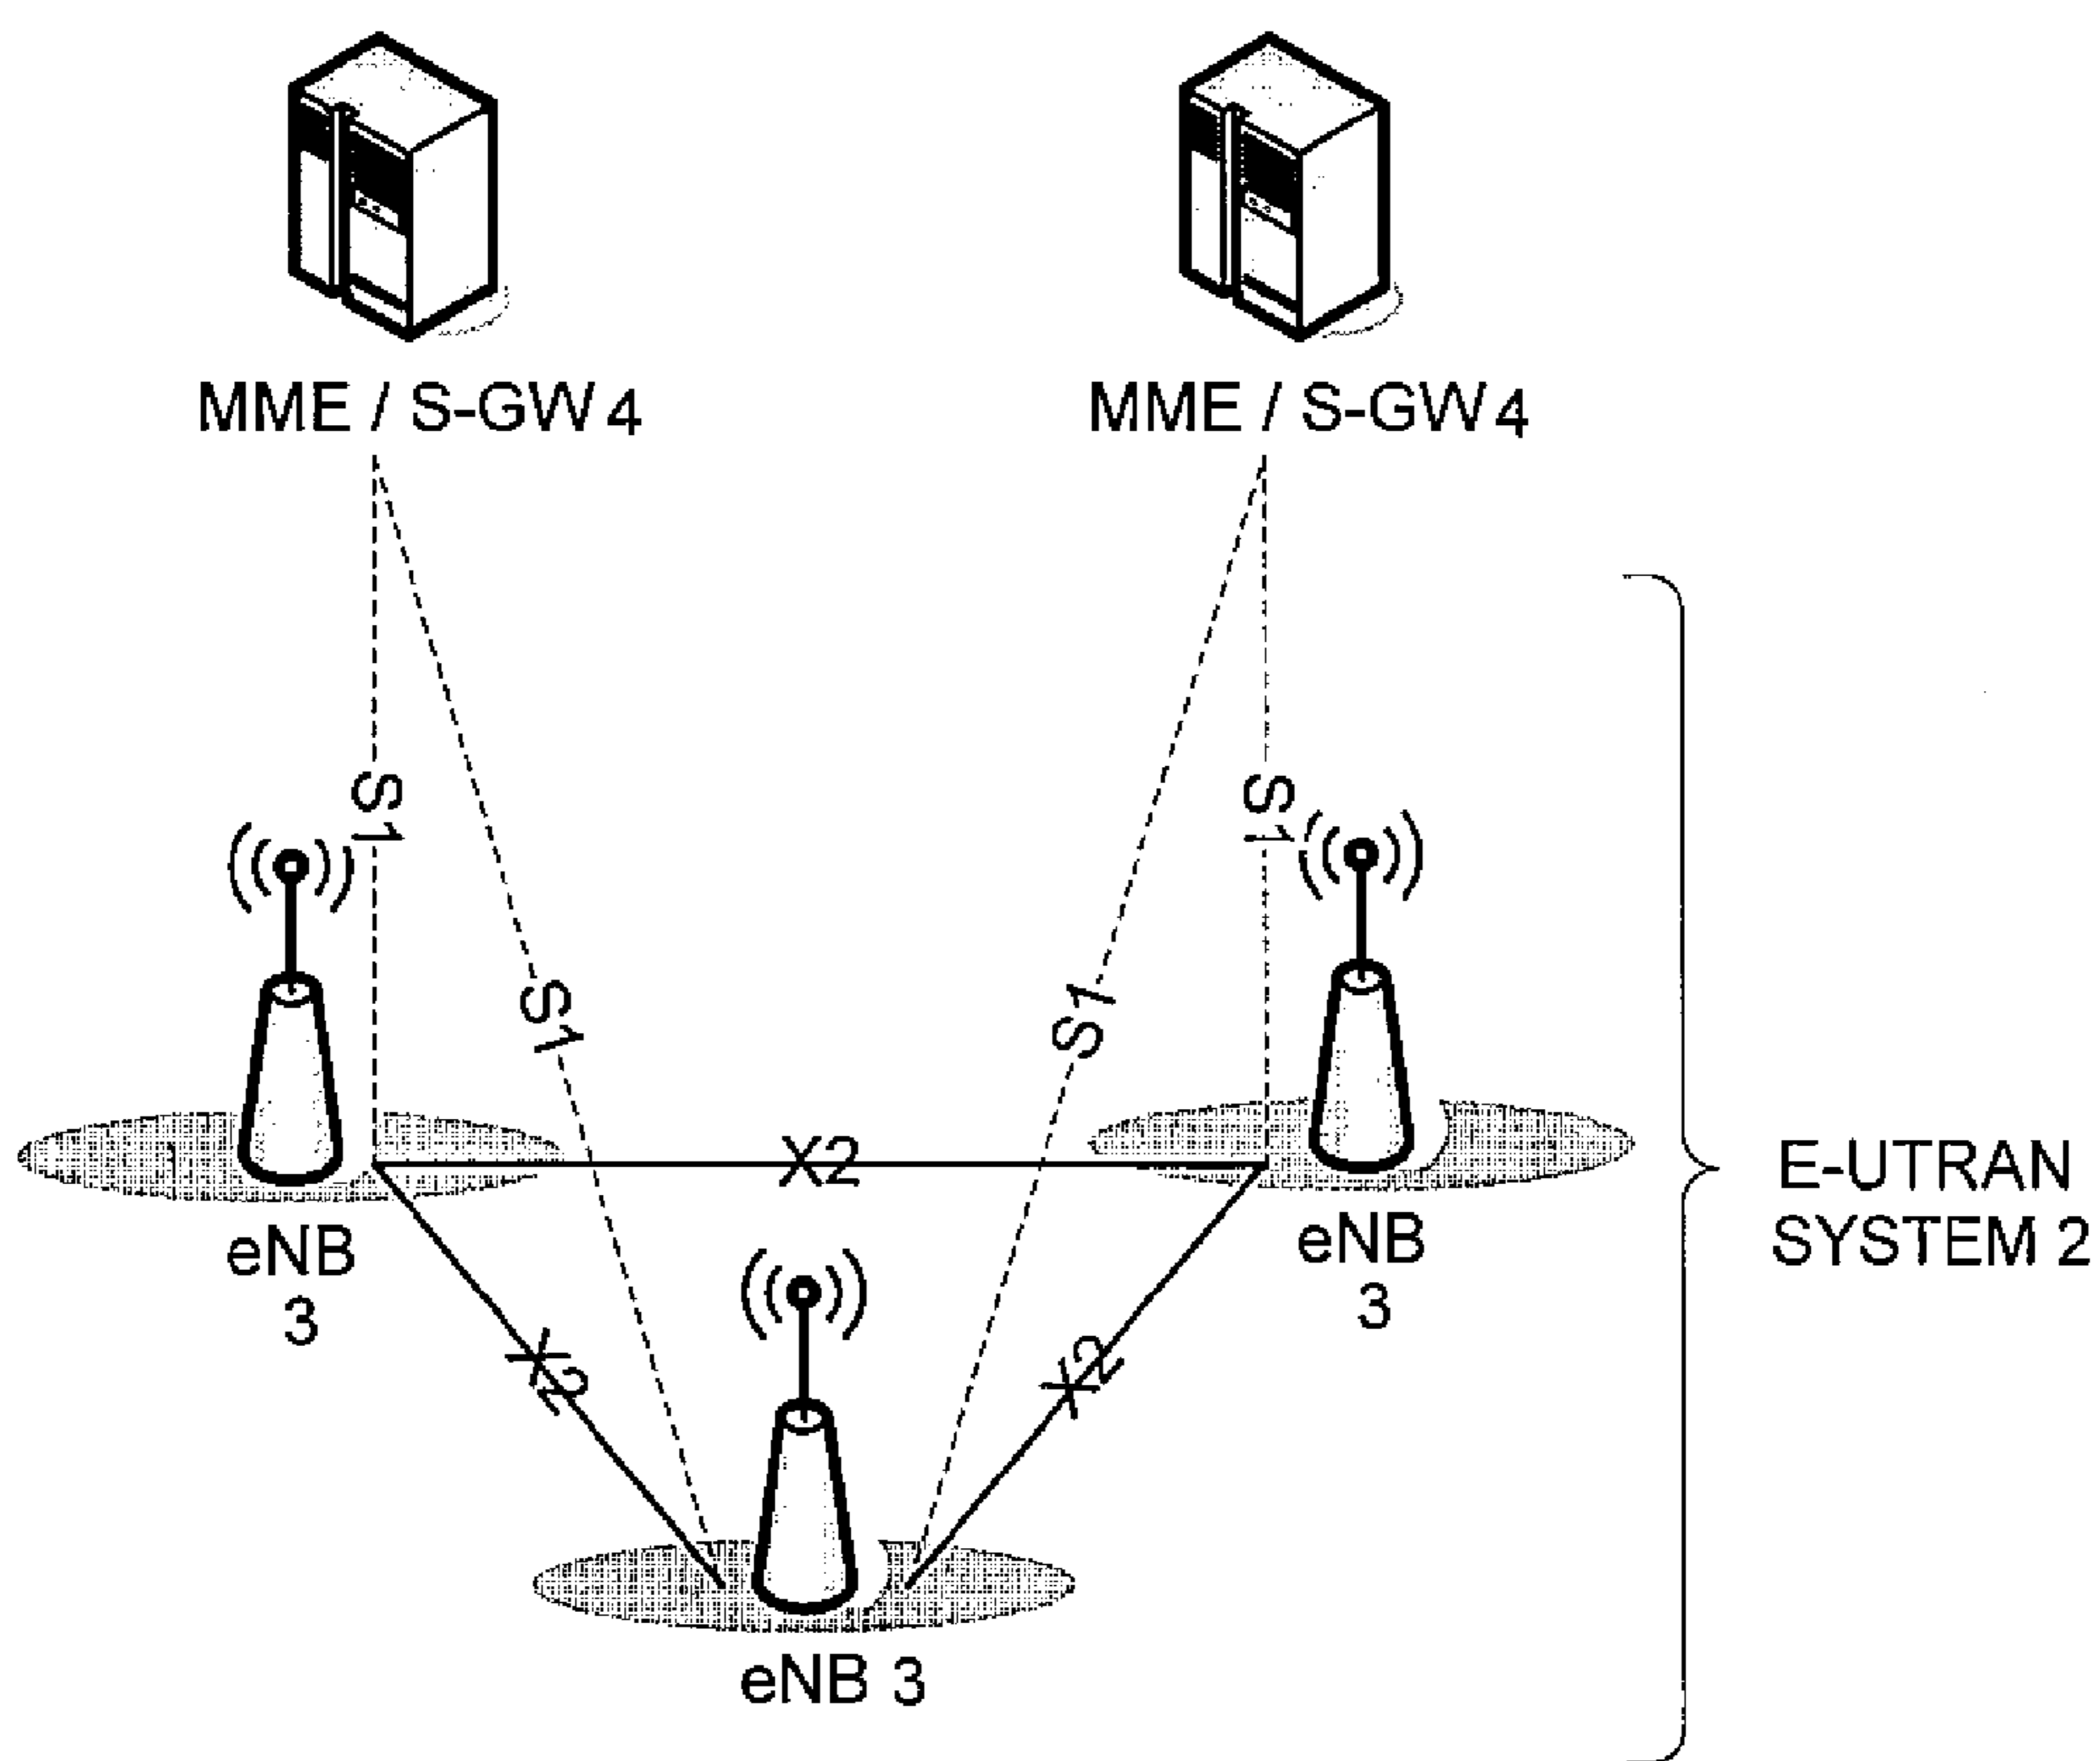 MME / S-GW 4
MME / S-GW 4
S1
S1
S1
S1
X2
E-UTRAN
SYSTEM 2
eNB
3
eNB
3
X2
X2
eNB 3